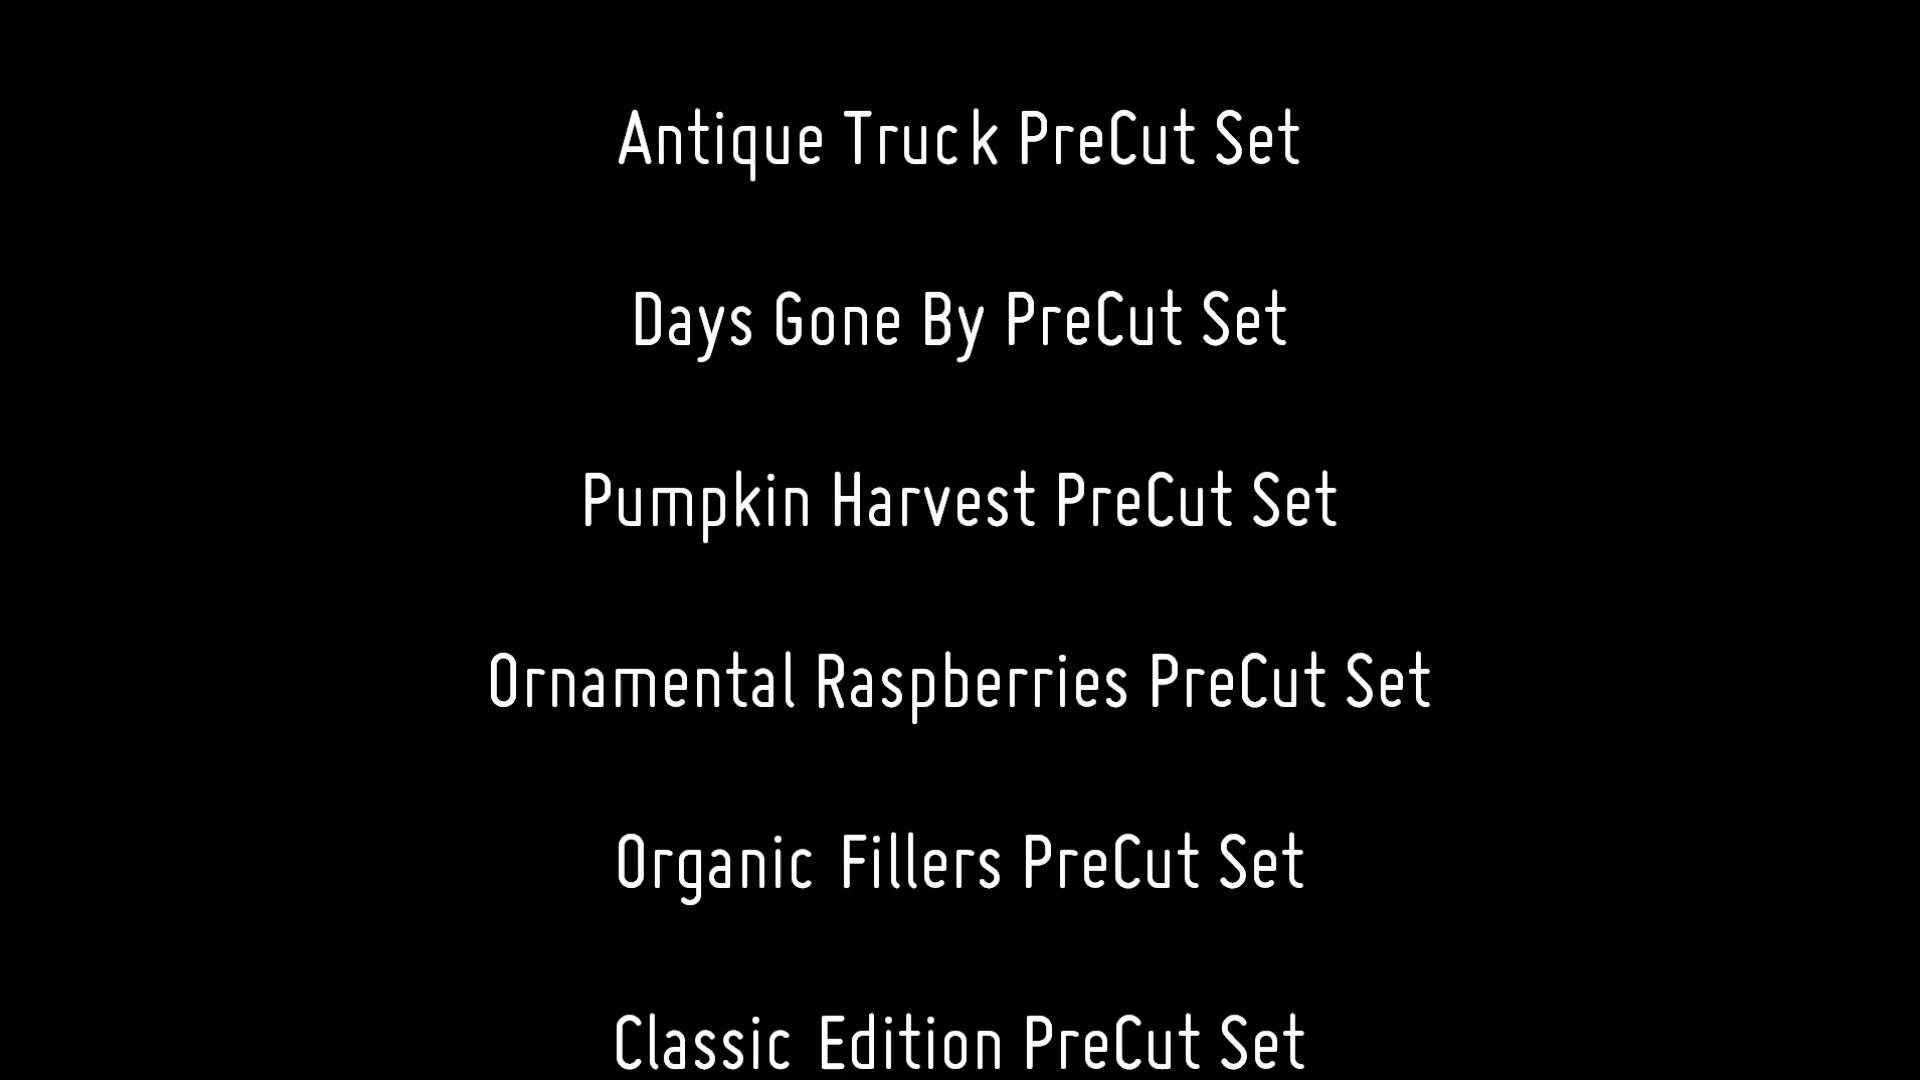 Antique Truck PreCut Set
Days Gone By PreCut Set
Pumpkin Harvest PreCut Set
Ornamental Raspberries PreCut Set
Organic Fillers PreCut Set
Classic Edition PreCut Set